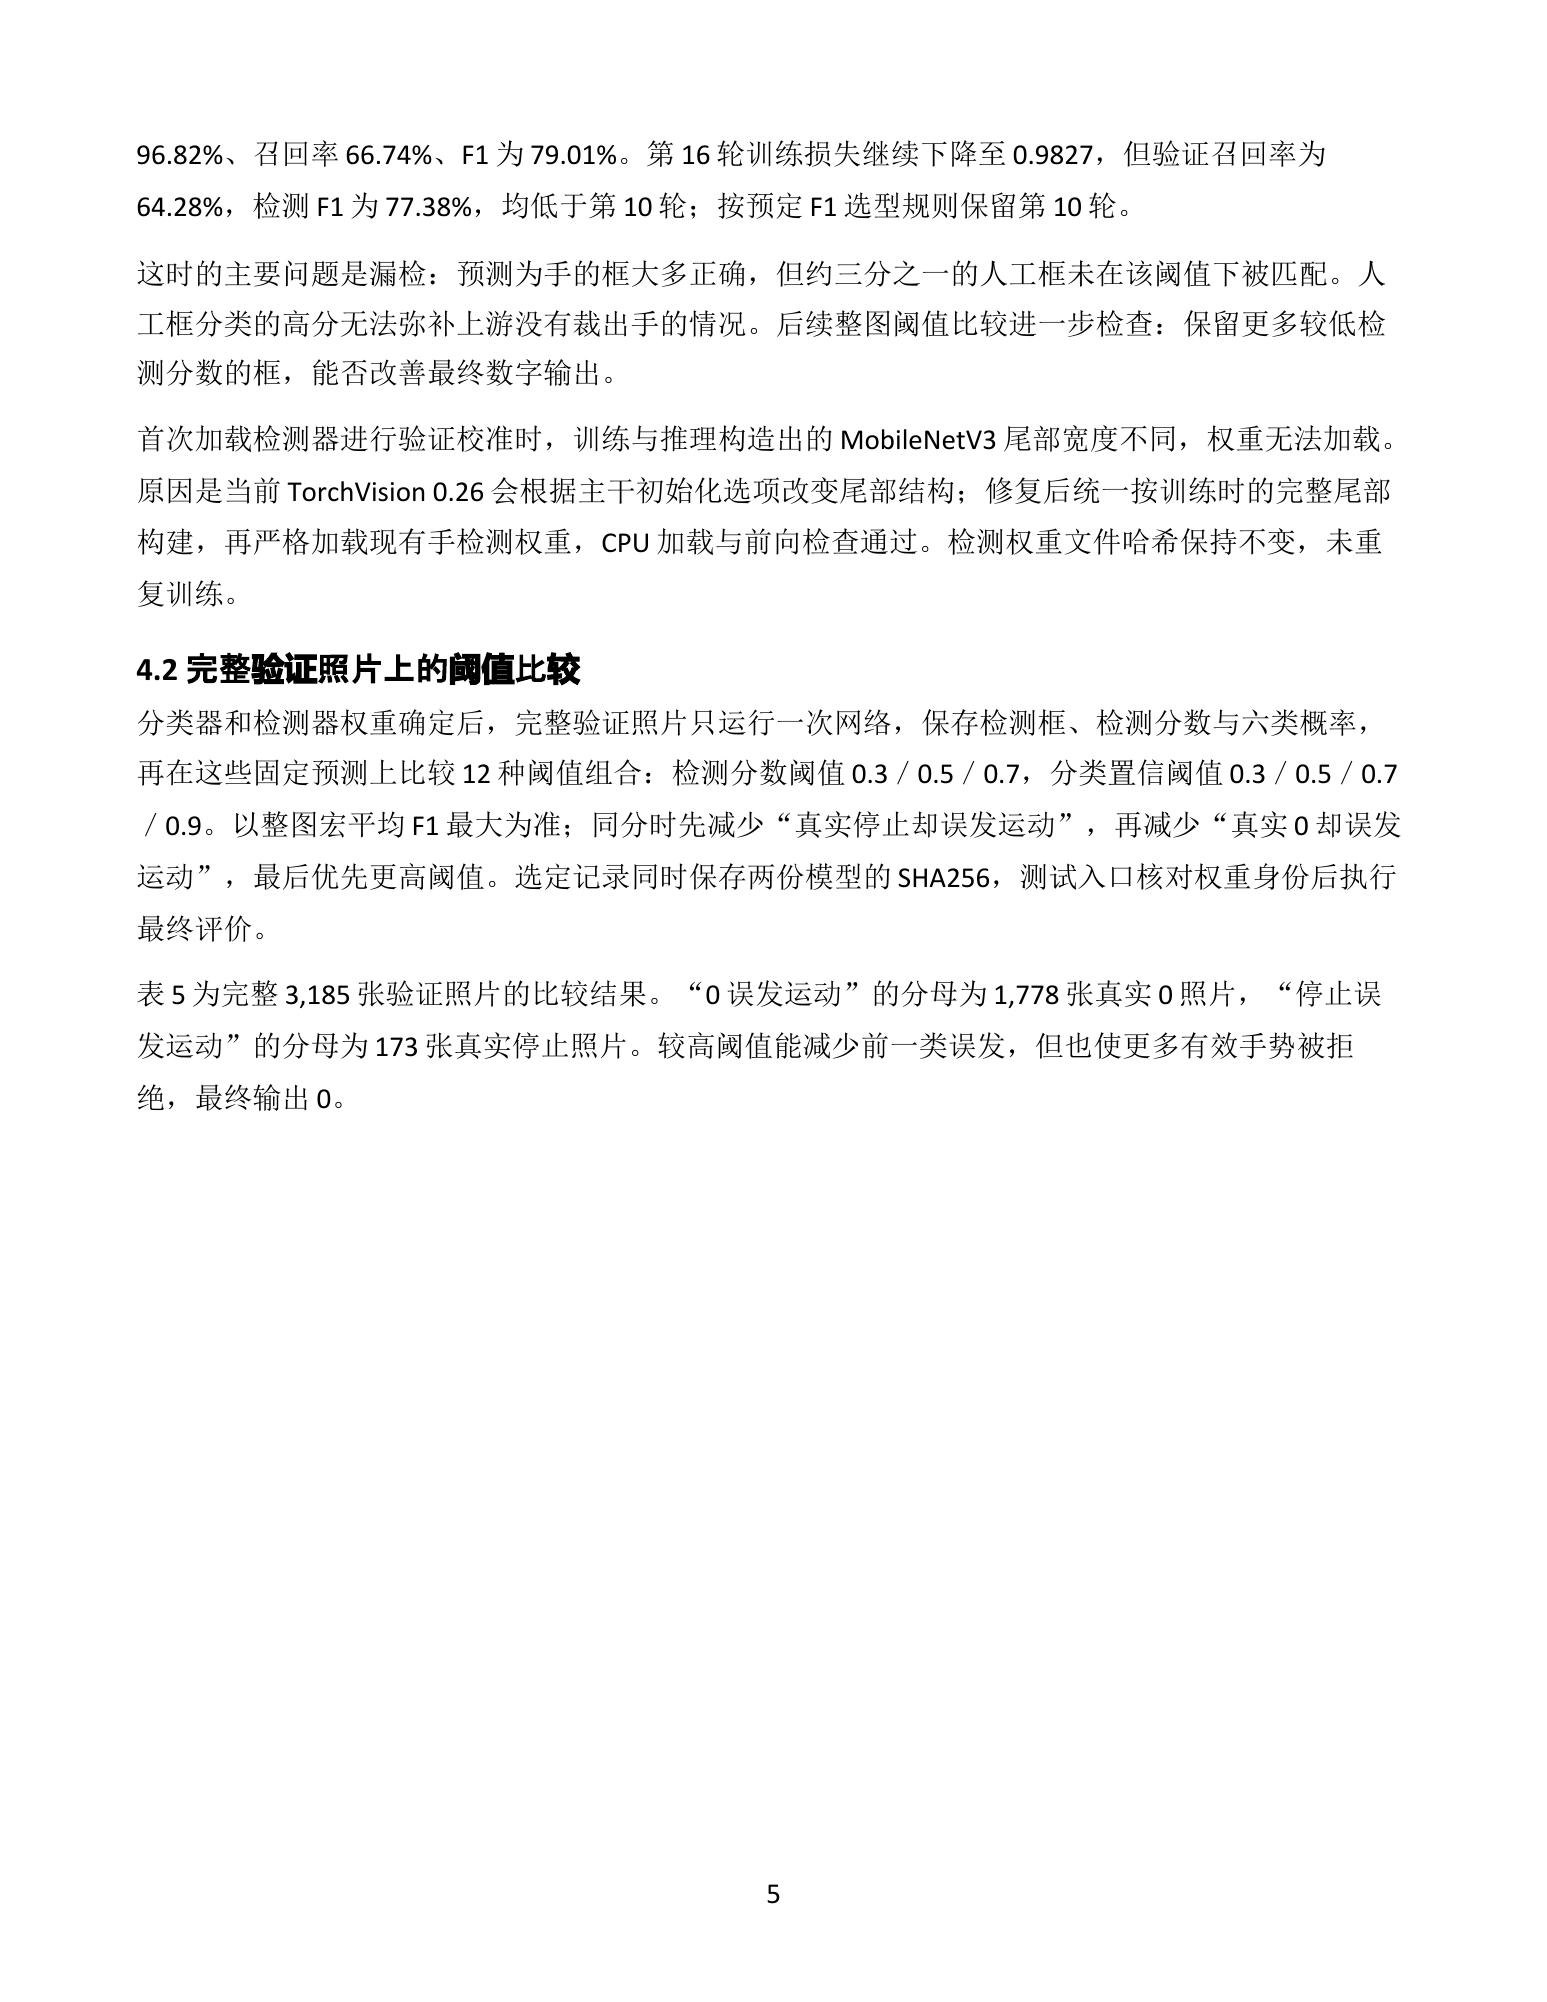 96.82%、召回率 66.74%、F1 为 79.01%。第 16 轮训练损失继续下降至 0.9827，但验证召回率为
64.28%，检测 F1 为 77.38%，均低于第 10 轮；按预定 F1 选型规则保留第 10 轮。
这时的主要问题是漏检：预测为手的框大多正确，但约三分之一的人工框未在该阈值下被匹配。人
工框分类的高分无法弥补上游没有裁出手的情况。后续整图阈值比较进一步检查：保留更多较低检
测分数的框，能否改善最终数字输出。
首次加载检测器进行验证校准时，训练与推理构造出的 MobileNetV3 尾部宽度不同，权重无法加载。
原因是当前 TorchVision 0.26 会根据主干初始化选项改变尾部结构；修复后统一按训练时的完整尾部
构建，再严格加载现有手检测权重，CPU 加载与前向检查通过。检测权重文件哈希保持不变，未重
复训练。
4.2 完整验证照片上的阈值比较
分类器和检测器权重确定后，完整验证照片只运行一次网络，保存检测框、检测分数与六类概率，
再在这些固定预测上比较 12 种阈值组合：检测分数阈值 0.3／0.5／0.7，分类置信阈值 0.3／0.5／0.7
／0.9。以整图宏平均 F1 最大为准；同分时先减少“真实停止却误发运动”，再减少“真实 0 却误发
运动”，最后优先更高阈值。选定记录同时保存两份模型的 SHA256，测试入口核对权重身份后执行
最终评价。
表 5 为完整 3,185 张验证照片的比较结果。“0 误发运动”的分母为 1,778 张真实 0 照片，“停止误
发运动”的分母为 173 张真实停止照片。较高阈值能减少前一类误发，但也使更多有效手势被拒
绝，最终输出 0。
5